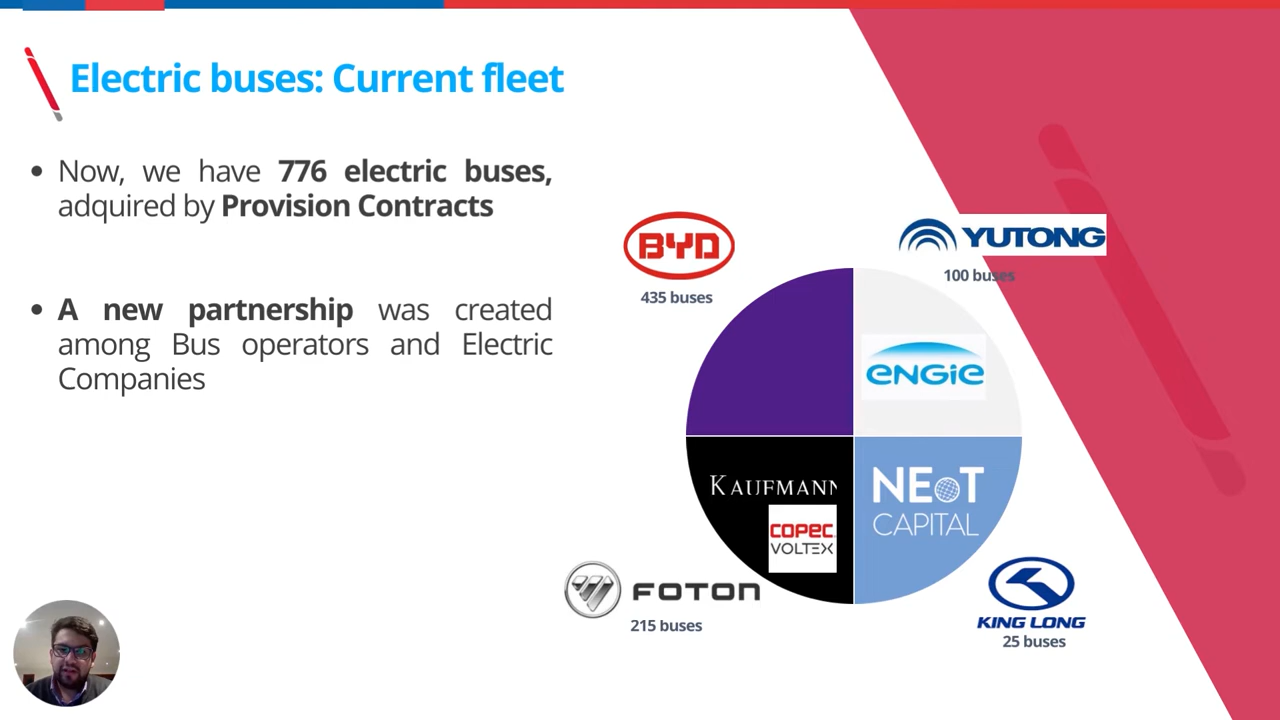 Electric buses: Current fleet
• Now, we have 776 electric buses,
adquired by Provision Contracts
• A new partnership was created
among Bus operators and Electric
Companies
BYD
435 buses
YUTONG
100 buses
ENGIE
KAUFMANN
COPEC
VOLTEX
NEOT
CAPITAL
FOTON
215 buses
KING LONG
25 buses